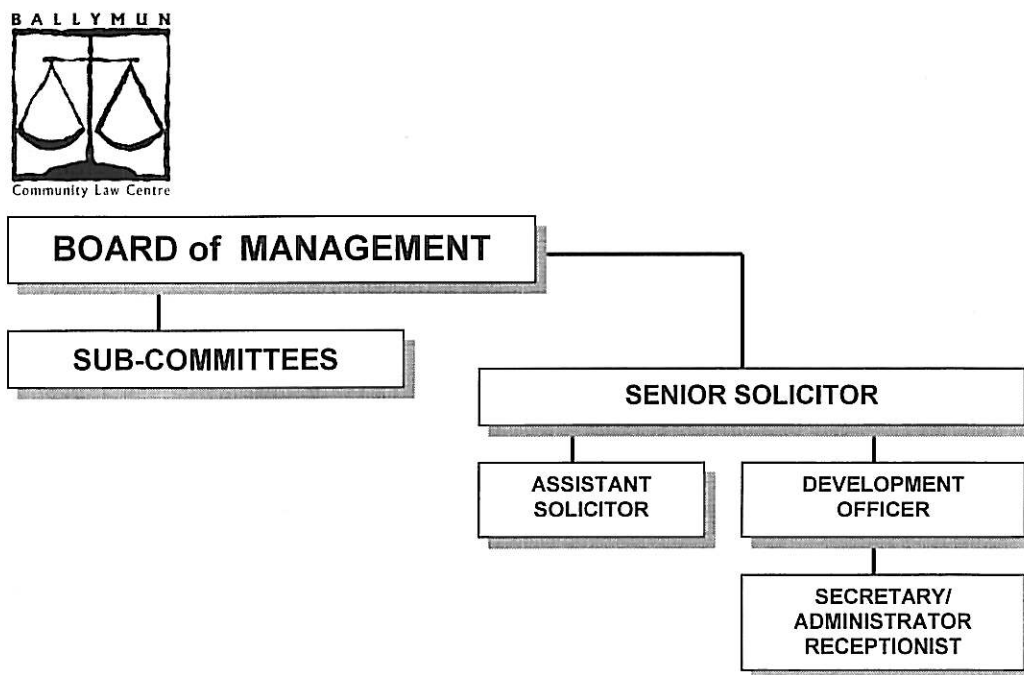 BALLYMUN
Community Law Centre
BOARD of MANAGEMENT
SUB-COMMITTEES
SENIOR SOLICITOR
ASSISTANT
SOLICITOR
DEVELOPMENT
OFFICER
SECRETARY/
ADMINISTRATOR
RECEPTIONIST